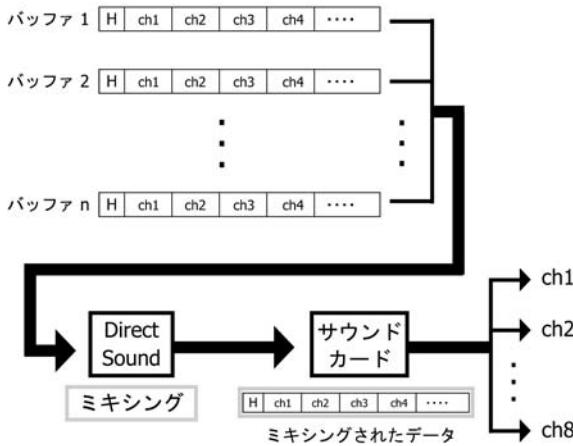 バッファ 1 H ch1 ch2 ch3 ch4 ････
バッファ 2 H ch1 ch2 ch3 ch4 ････
バッファ n H ch1 ch2 ch3 ch4 ････
Direct
Sound
ミキシング
サウンド
カード
H ch1 ch2 ch3 ch4 ････
ミキシングされたデータ
ch1
ch2
ch8